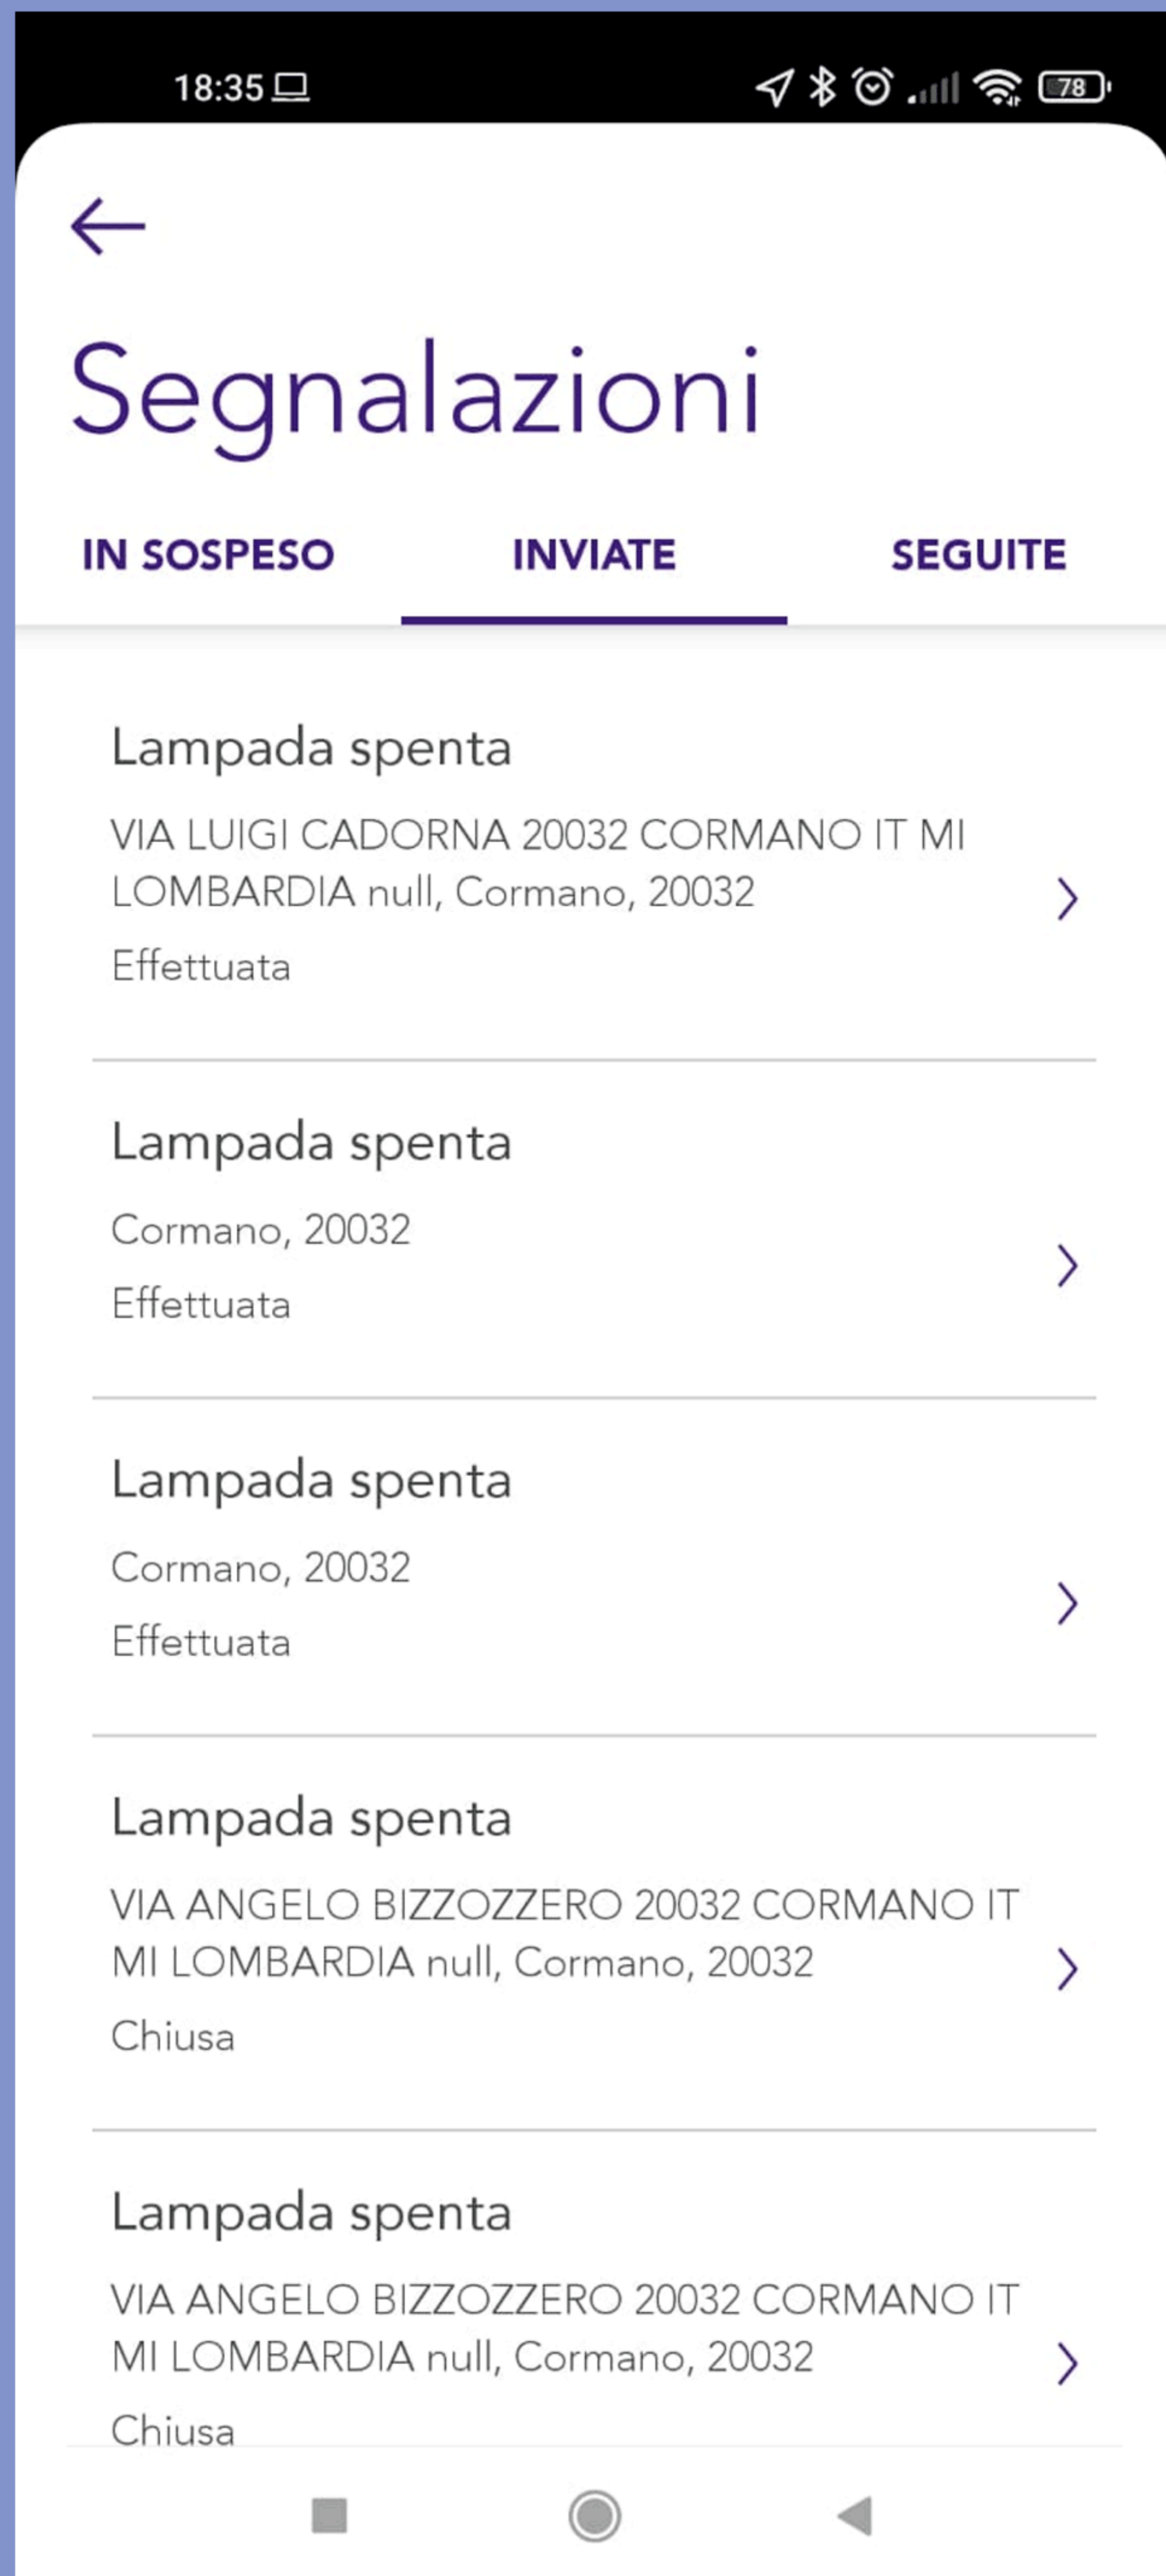 18:35
78
Segnalazioni
IN SOSPESO INVIATE SEGUITE
Lampada spenta
VIA LUIGI CADORNA 20032 CORMANO IT MI
LOMBARDIA null, Cormano, 20032
Effettuata
Lampada spenta
Cormano, 20032
Effettuata
Lampada spenta
Cormano, 20032
Effettuata
Lampada spenta
VIA ANGELO BIZZOZZERO 20032 CORMANO IT
MI LOMBARDIA null, Cormano, 20032
Chiusa
Lampada spenta
VIA ANGELO BIZZOZZERO 20032 CORMANO IT
MI LOMBARDIA null, Cormano, 20032
Chiusa